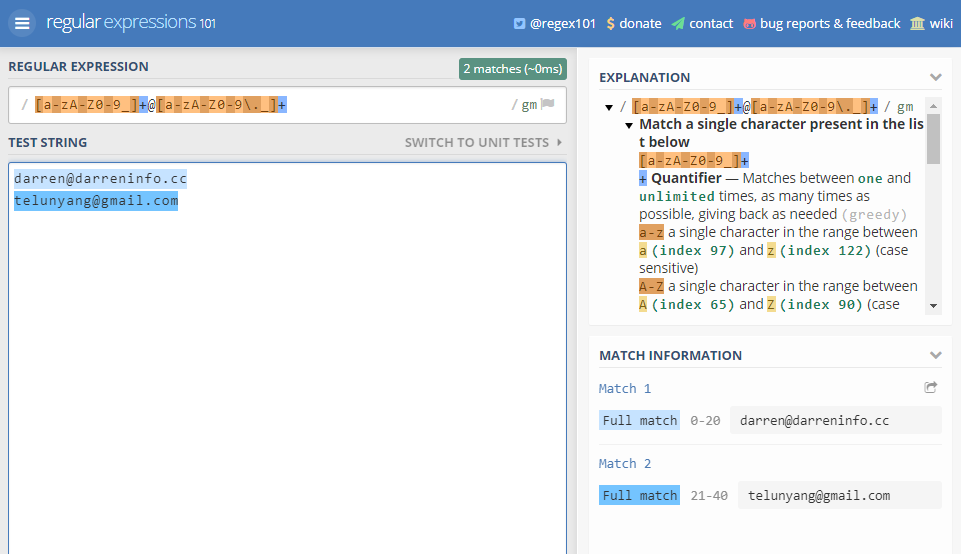 regular expressions 101
@regex101 $ donate contact bug reports & feedback wiki
REGULAR EXPRESSION
2 matches (~0ms)
/ [a-zA-Z0-9_]+@[a-zA-Z0-9\._]+ / gm
TEST STRING
SWITCH TO UNIT TESTS
darren@darreninfo.cc
telunyang@gmail.com
EXPLANATION
/ [a-zA-Z0-9_]+@[a-zA-Z0-9\._]+ / gm
Match a single character present in the lis
t below
[a-zA-Z0-9_]+
+ Quantifier — Matches between one and
unlimited times, as many times as
possible, giving back as needed (greedy)
a-z a single character in the range between
a (index 97) and z (index 122) (case
sensitive)
A-Z a single character in the range between
A (index 65) and Z (index 90) (case
MATCH INFORMATION
Match 1
Full match 0-20 darren@darreninfo.cc
Match 2
Full match 21-40 telunyang@gmail.com